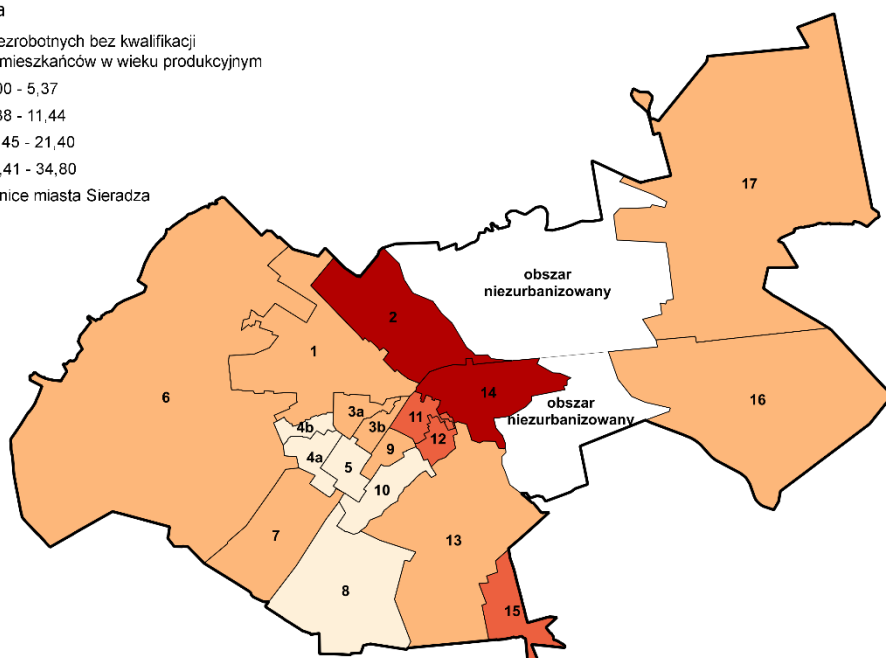 a
ezrobotnych bez kwalifikacji
mieszkańców w wieku produkcyjnym
00 - 5,37
38 - 11,44
45 - 21,40
,41 - 34,80
nice miasta Sieradza
17
obszar
niezurbanizowany
2
1
6
14
16
obszar
niezurbanizowany
3a
11
4b
3b
12
9
4a
5
10
7
13
8
15